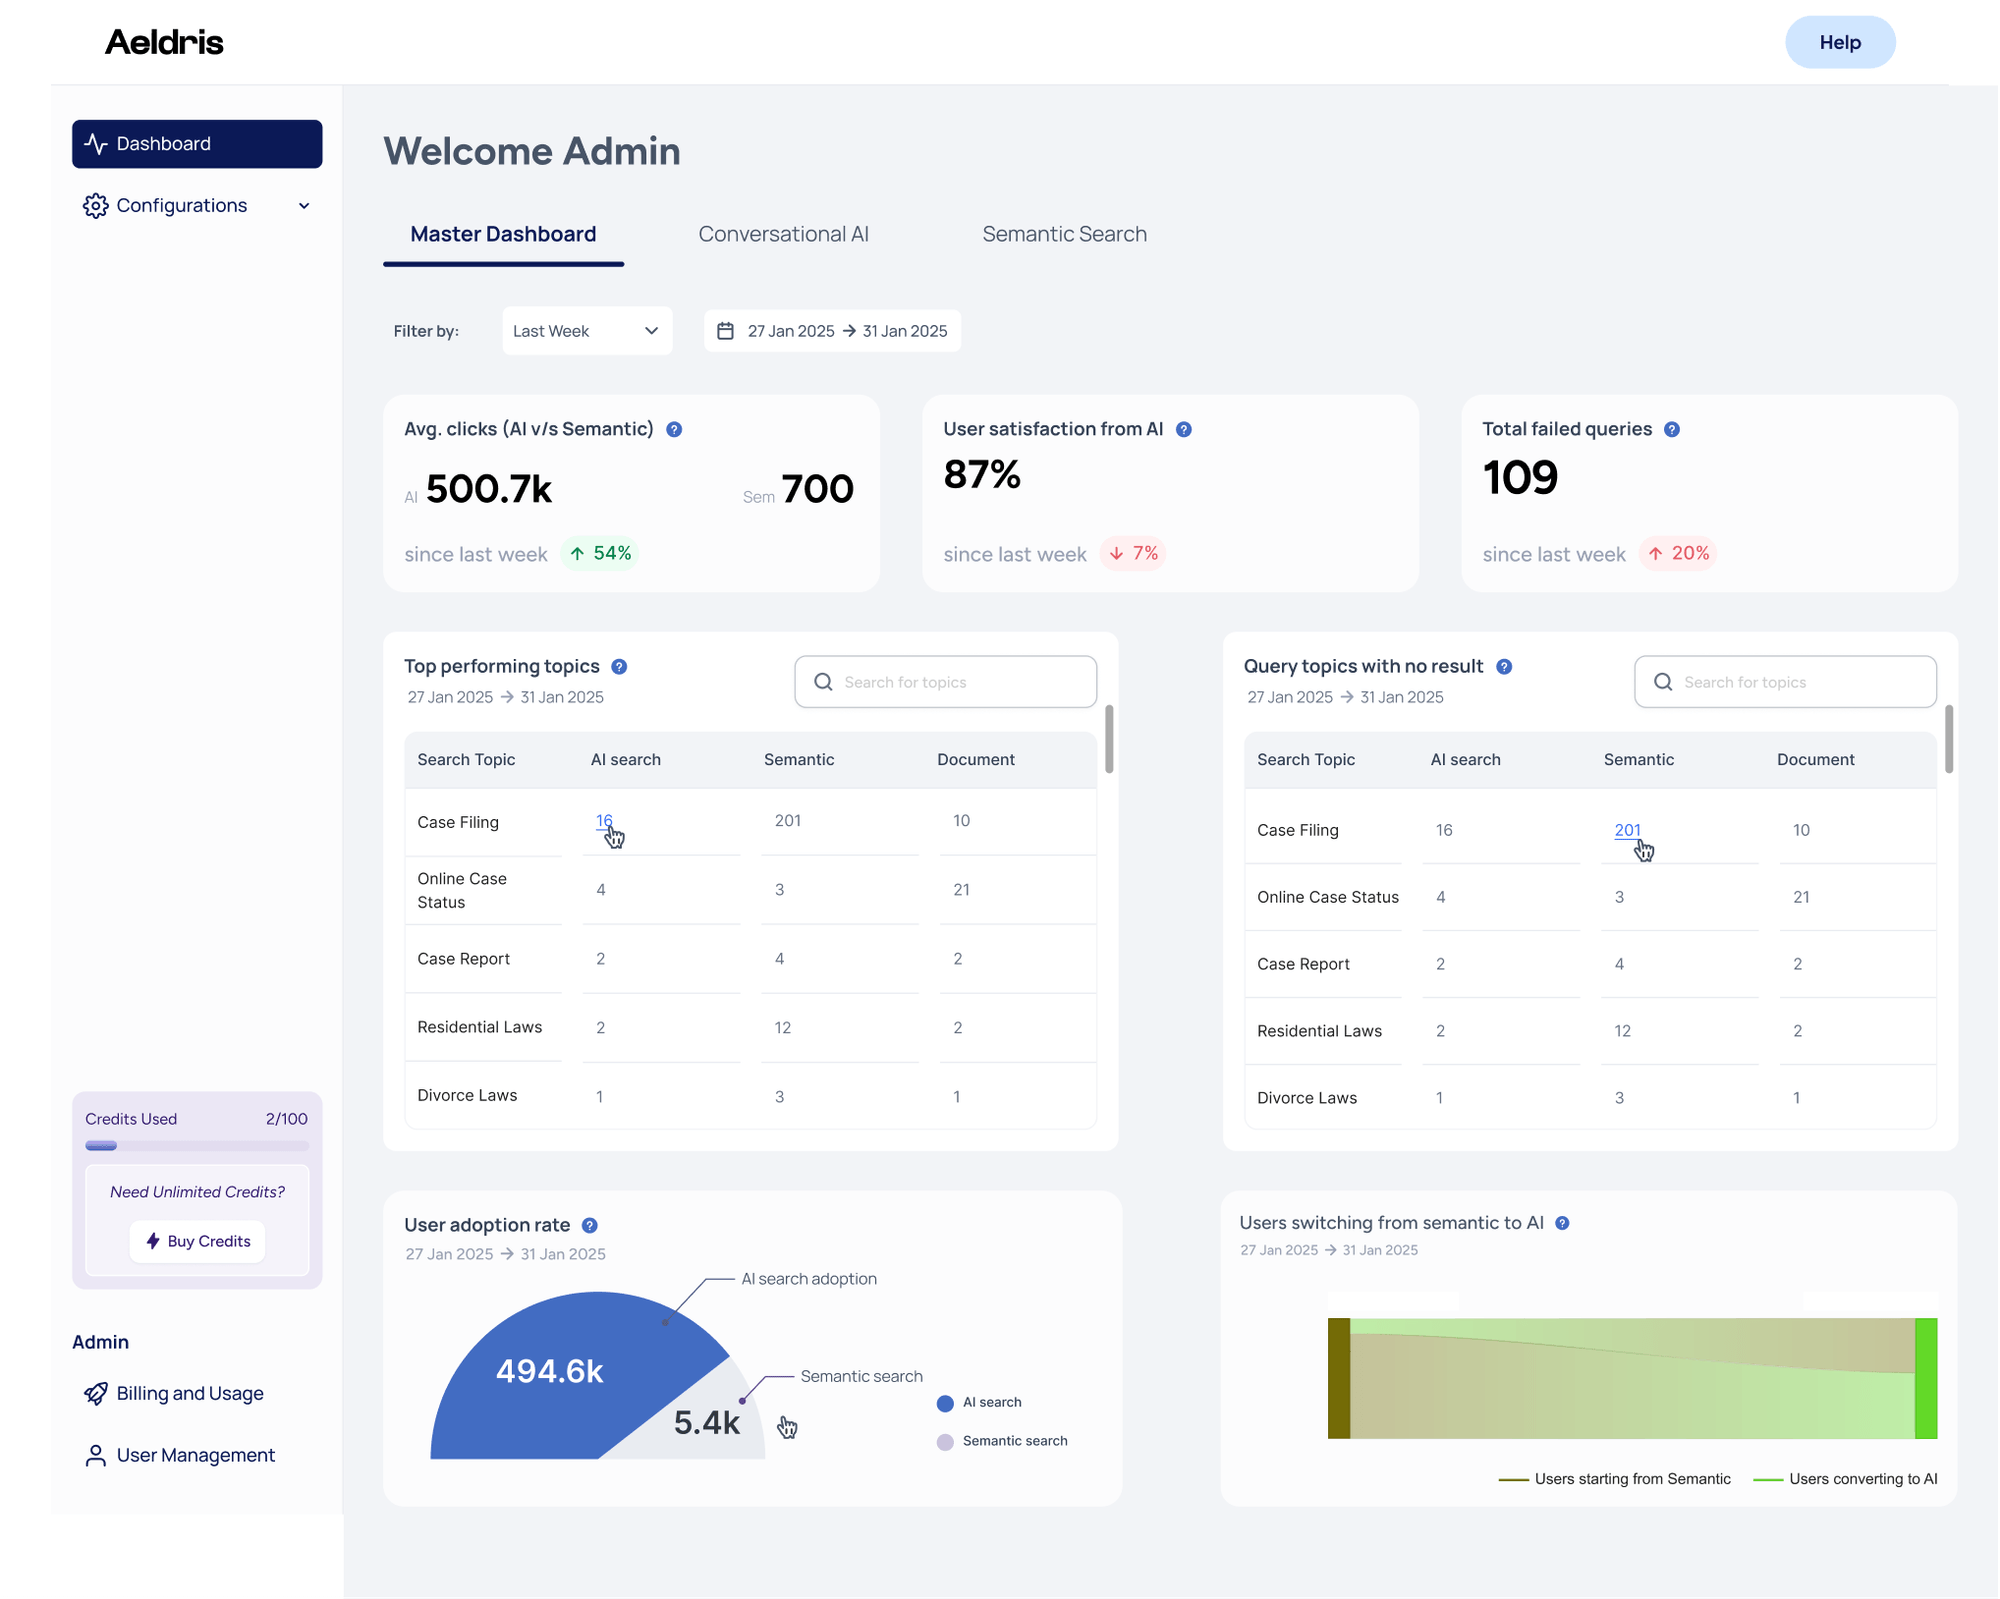 Aeldris
Help
Dashboard
Configurations
Welcome Admin
Master Dashboard
Conversational AI
Semantic Search
Filter by:
Last Week
27 Jan 2025 → 31 Jan 2025
Avg. clicks (AI v/s Semantic) ?
AI 500.7k
Sem 700
since last week ↑ 54%
User satisfaction from AI ?
87%
since last week ↓ 7%
Total failed queries ?
109
since last week ↑ 20%
Top performing topics ?
27 Jan 2025 → 31 Jan 2025
Search for topics
Search Topic AI search Semantic Document
Case Filing 16 201 10
Online Case
Status
4 3 21
Case Report 2 4 2
Residential Laws 2 12 2
Divorce Laws 1 3 1
Query topics with no result ?
27 Jan 2025 → 31 Jan 2025
Search for topics
Search Topic AI search Semantic Document
Case Filing 16 201 10
Online Case Status 4 3 21
Case Report 2 4 2
Residential Laws 2 12 2
Divorce Laws 1 3 1
Credits Used 2/100
Need Unlimited Credits?
Buy Credits
Admin
Billing and Usage
User Management
User adoption rate ?
27 Jan 2025 → 31 Jan 2025
AI search adoption
494.6k
Semantic search
5.4k
AI search
Semantic search
Users switching from semantic to AI ?
27 Jan 2025 → 31 Jan 2025
Users starting from Semantic
Users converting to AI